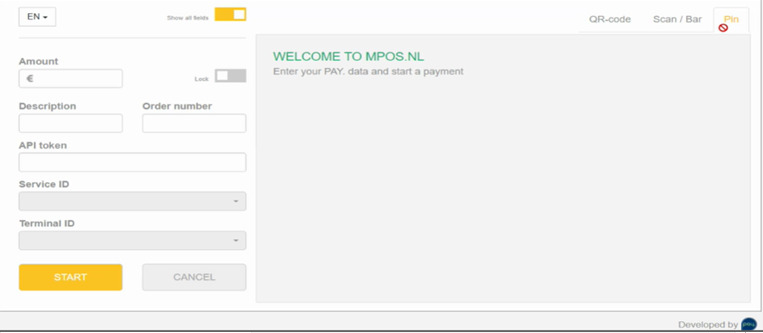 EN
Show all fields
QR-code
Scan / Bar
Pin
Amount
€
Lock
WELCOME TO MPOS.NL
Enter your PAY. data and start a payment
Description
Order number
API token
Service ID
Terminal ID
START
CANCEL
Developed by